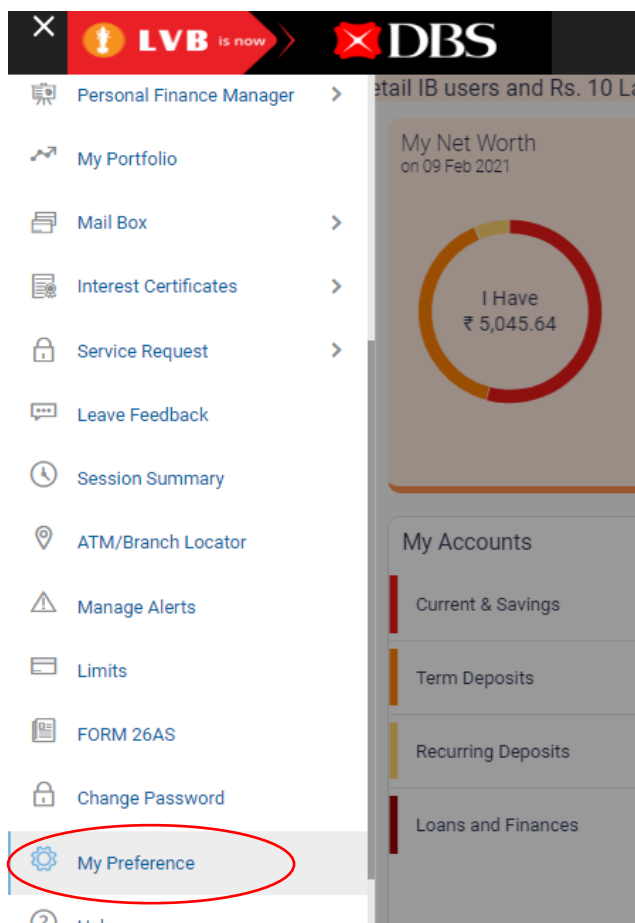 LVB is now
DBS
Personal Finance Manager
etail IB users and Rs. 10 La
My Portfolio
Mail Box
Interest Certificates
Service Request
Leave Feedback
Session Summary
ATM/Branch Locator
Manage Alerts
Limits
FORM 26AS
Change Password
My Preference
My Net Worth
on 09 Feb 2021
I Have
₹ 5,045.64
My Accounts
Current & Savings
Term Deposits
Recurring Deposits
Loans and Finances